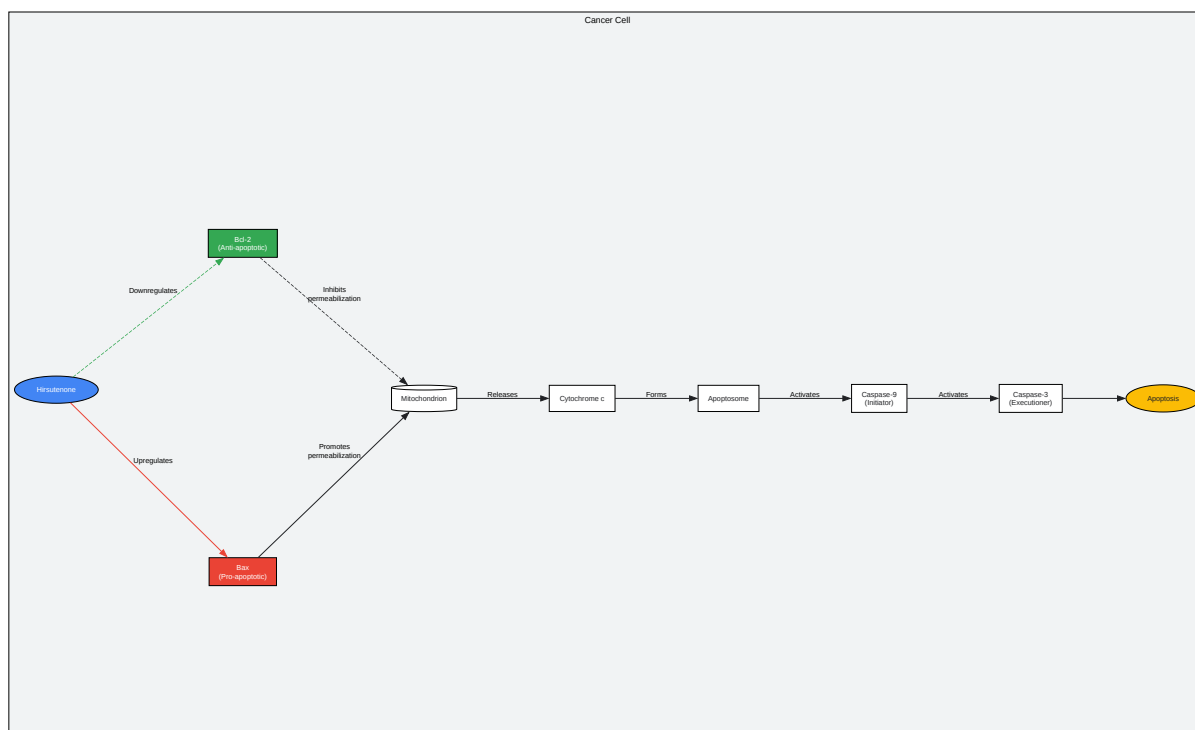 Cancer Cell
Bcl-2
(Anti-apoptotic)
Downregulates
Inhibits
permeabilization
Hirsutenone
Mitochondrion
Releases
Cytochrome c
Forms
Apoptosome
Activates
Caspase-9
(Initiator)
Activates
Caspase-3
(Executioner)
Apoptosis
Upregulates
Promotes
permeabilization
Bax
(Pro-apoptotic)